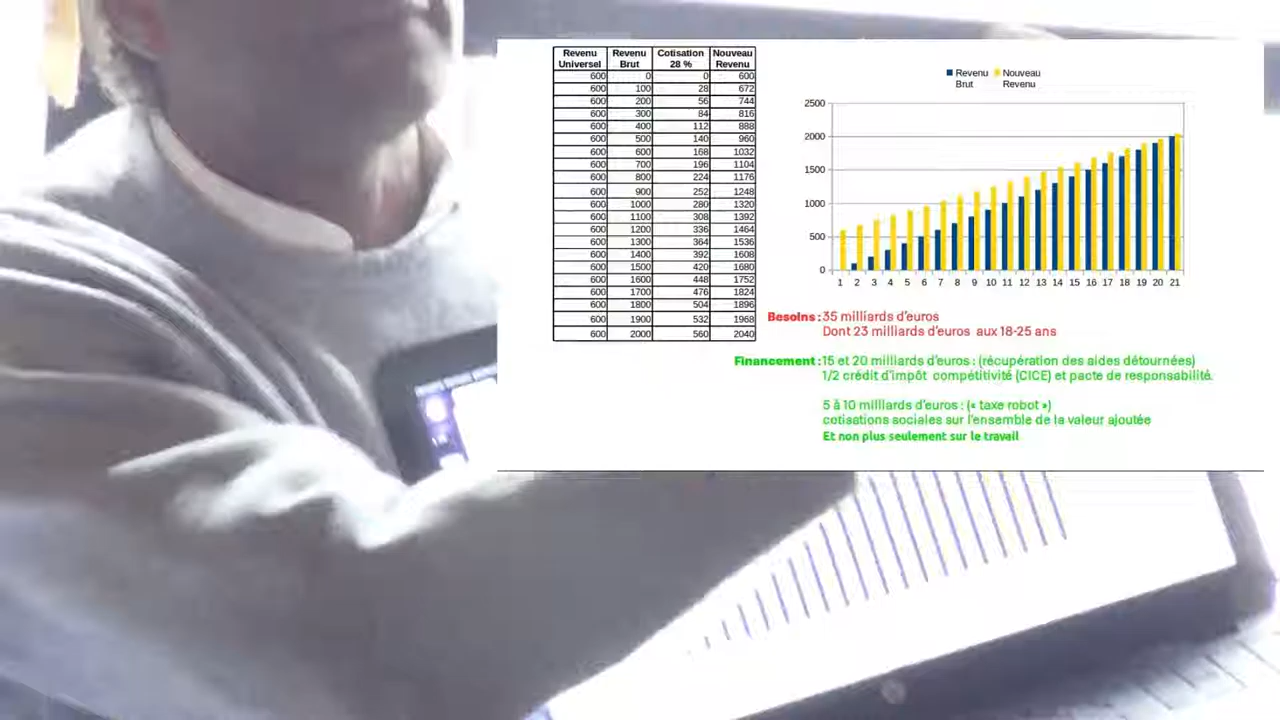 Revenu Universel Revenu Brut Cotisation 28 % Nouveau Revenu
600 0 0 600
600 100 28 672
600 200 56 744
600 300 84 816
600 400 112 888
600 500 140 960
600 600 168 1032
600 700 196 1104
600 800 224 1176
600 900 252 1248
600 1000 280 1320
600 1100 308 1392
600 1200 336 1464
600 1300 364 1536
600 1400 392 1608
600 1500 420 1680
600 1600 448 1752
600 1700 476 1824
600 1800 504 1896
600 1900 532 1968
600 2000 560 2040
Revenu Brut Nouveau Revenu
2500
2000
1500
1000
500
0
1 2 3 4 5 6 7 8 9 10 11 12 13 14 15 16 17 18 19 20 21
Besoins : 35 milliards d'euros
Dont 23 milliards d'euros aux 18-25 ans
Financement : 15 et 20 milliards d'euros : (récupération des aides détournées)
1/2 crédit d'impôt compétitivité (CICE) et pacte de responsabilité.
5 à 10 milliards d'euros : (« taxe robot »)
cotisations sociales sur l'ensemble de la valeur ajoutée
Et non plus seulement sur le travail